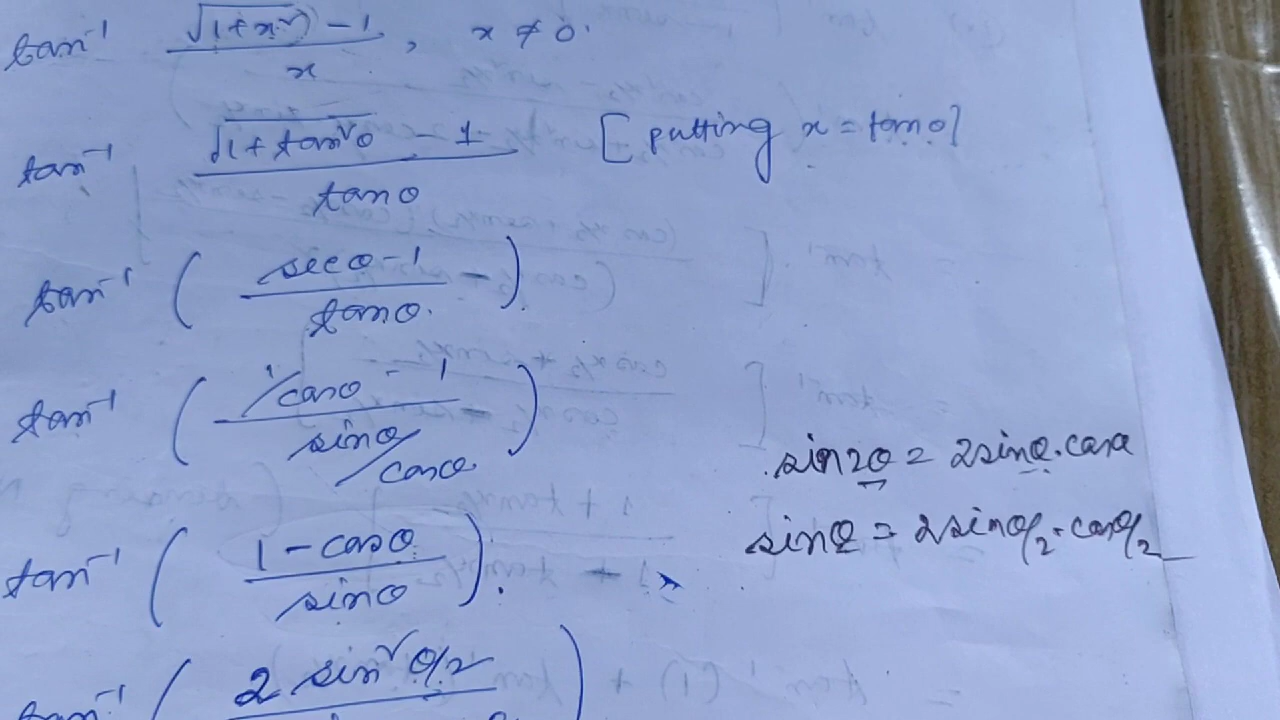 tan⁻¹ (√(1+x²) - 1)/x , x ≠ 0.
tan⁻¹ (√(1+tan²θ) - 1)/tanθ [putting x = tanθ]
tan⁻¹ ((secθ-1)/tanθ)
tan⁻¹ ((1/cosθ - 1)/(sinθ/cosθ))
sin2θ = 2sinθ.cosθ
sinθ = 2sinθ/2.cosθ/2
tan⁻¹ ((1-cosθ)/sinθ).
tan⁻¹ (2 sin²θ/2